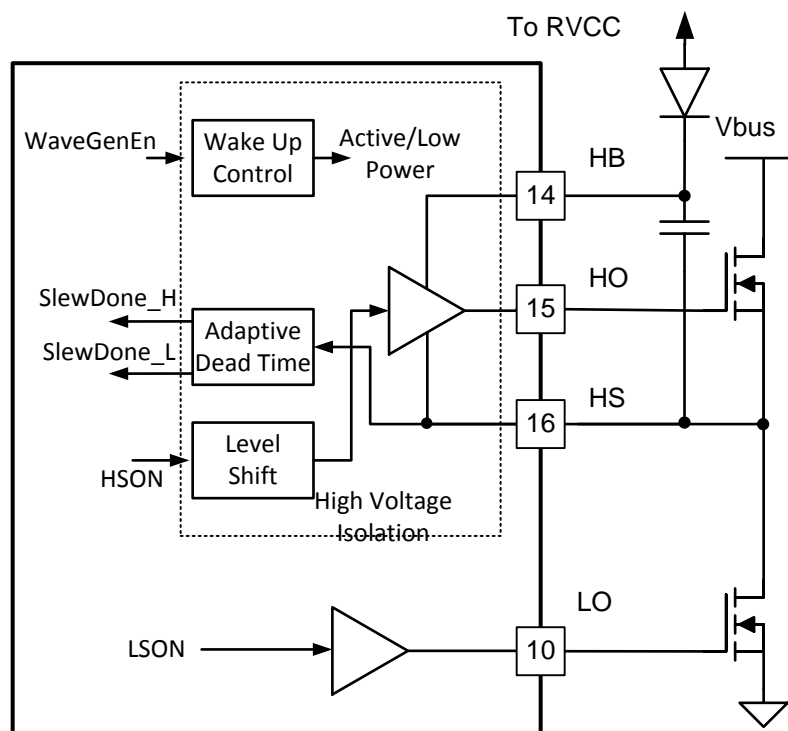 To RVCC
Vbus
WaveGenEn
Wake Up
Control
Active/Low
Power
HB
14
HO
15
SlewDone_H
SlewDone_L
Adaptive
Dead Time
HS
16
HSON
Level
Shift
High Voltage
Isolation
LO
LSON
10